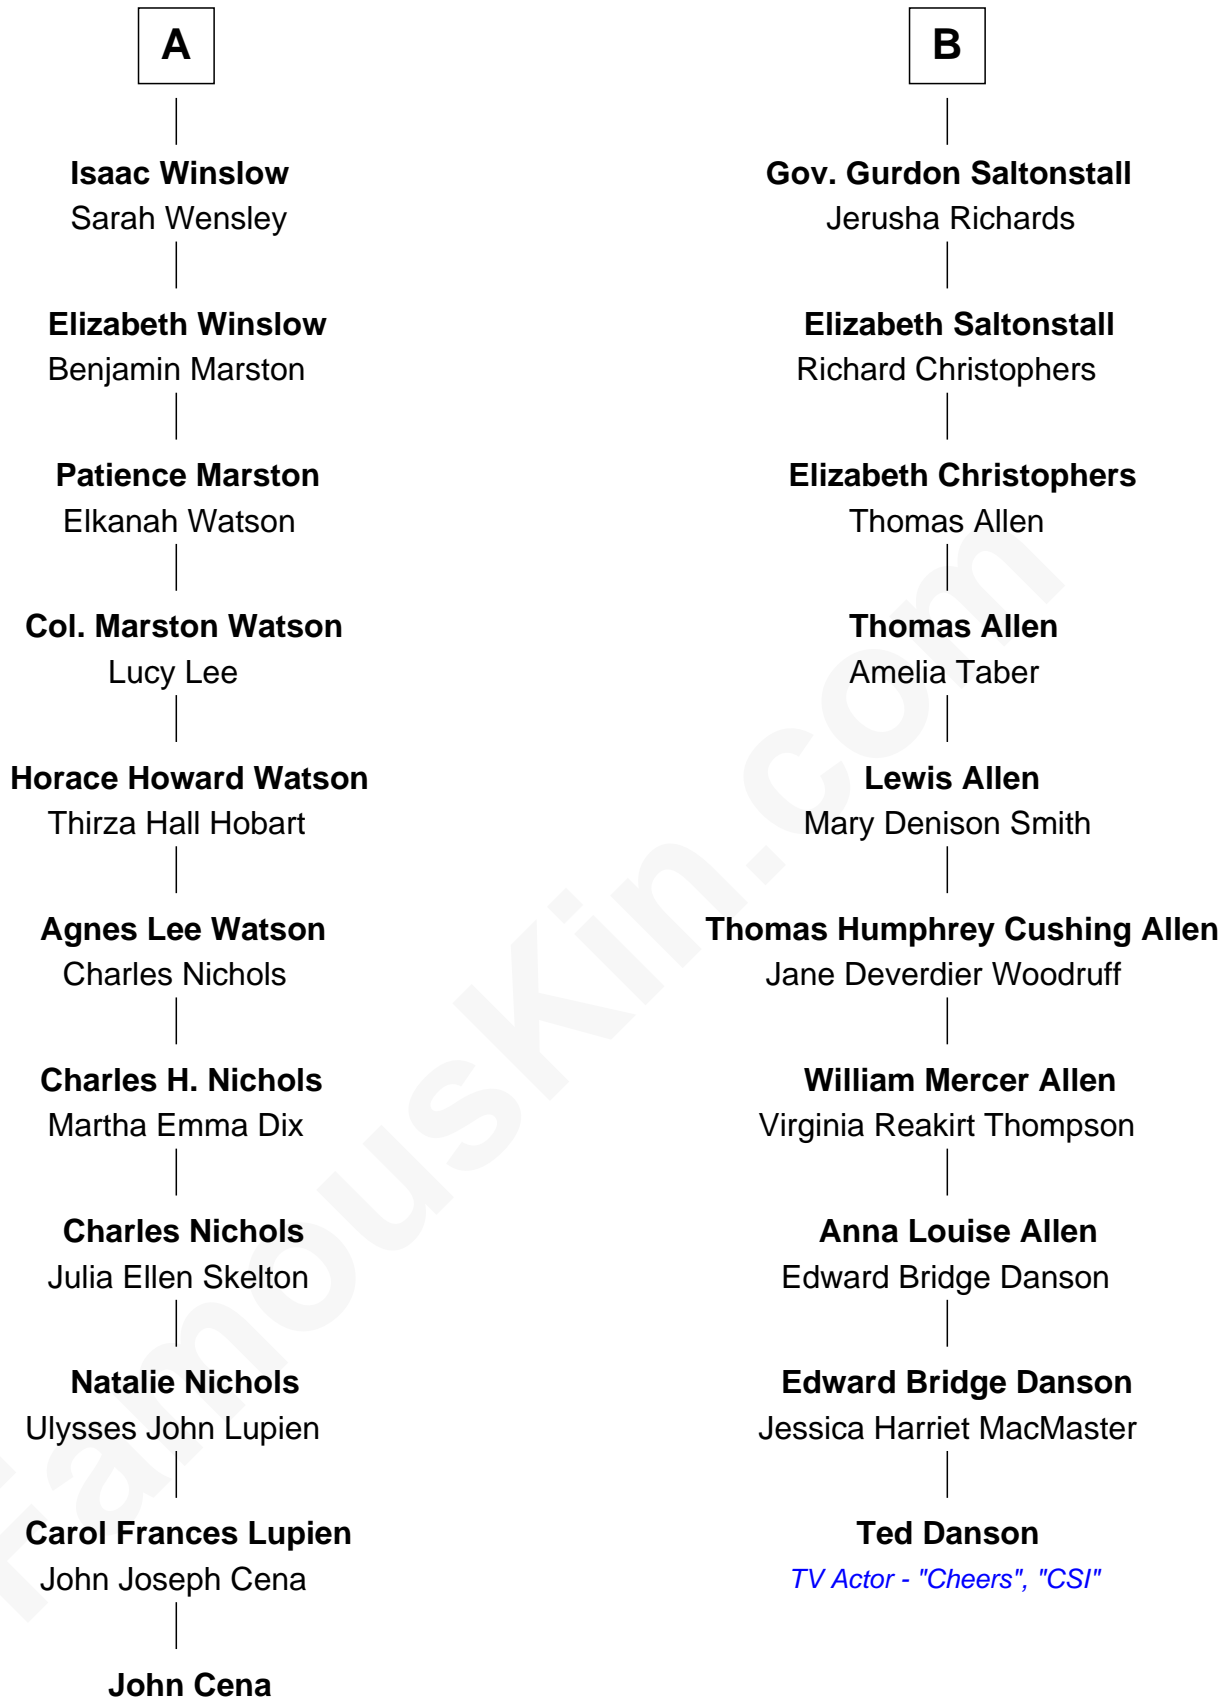 A
Isaac Winslow
Sarah Wensley
Elizabeth Winslow
Benjamin Marston
Patience Marston
Elkanah Watson
Col. Marston Watson
Lucy Lee
Horace Howard Watson
Thirza Hall Hobart
Agnes Lee Watson
Charles Nichols
Charles H. Nichols
Martha Emma Dix
Charles Nichols
Julia Ellen Skelton
Natalie Nichols
Ulysses John Lupien
Carol Frances Lupien
John Joseph Cena
John Cena
B
Gov. Gurdon Saltonstall
Jerusha Richards
Elizabeth Saltonstall
Richard Christophers
Elizabeth Christophers
Thomas Allen
Thomas Allen
Amelia Taber
Lewis Allen
Mary Denison Smith
Thomas Humphrey Cushing Allen
Jane Deverdier Woodruff
William Mercer Allen
Virginia Reakirt Thompson
Anna Louise Allen
Edward Bridge Danson
Edward Bridge Danson
Jessica Harriet MacMaster
Ted Danson
TV Actor - "Cheers", "CSI"
FamousKin.com